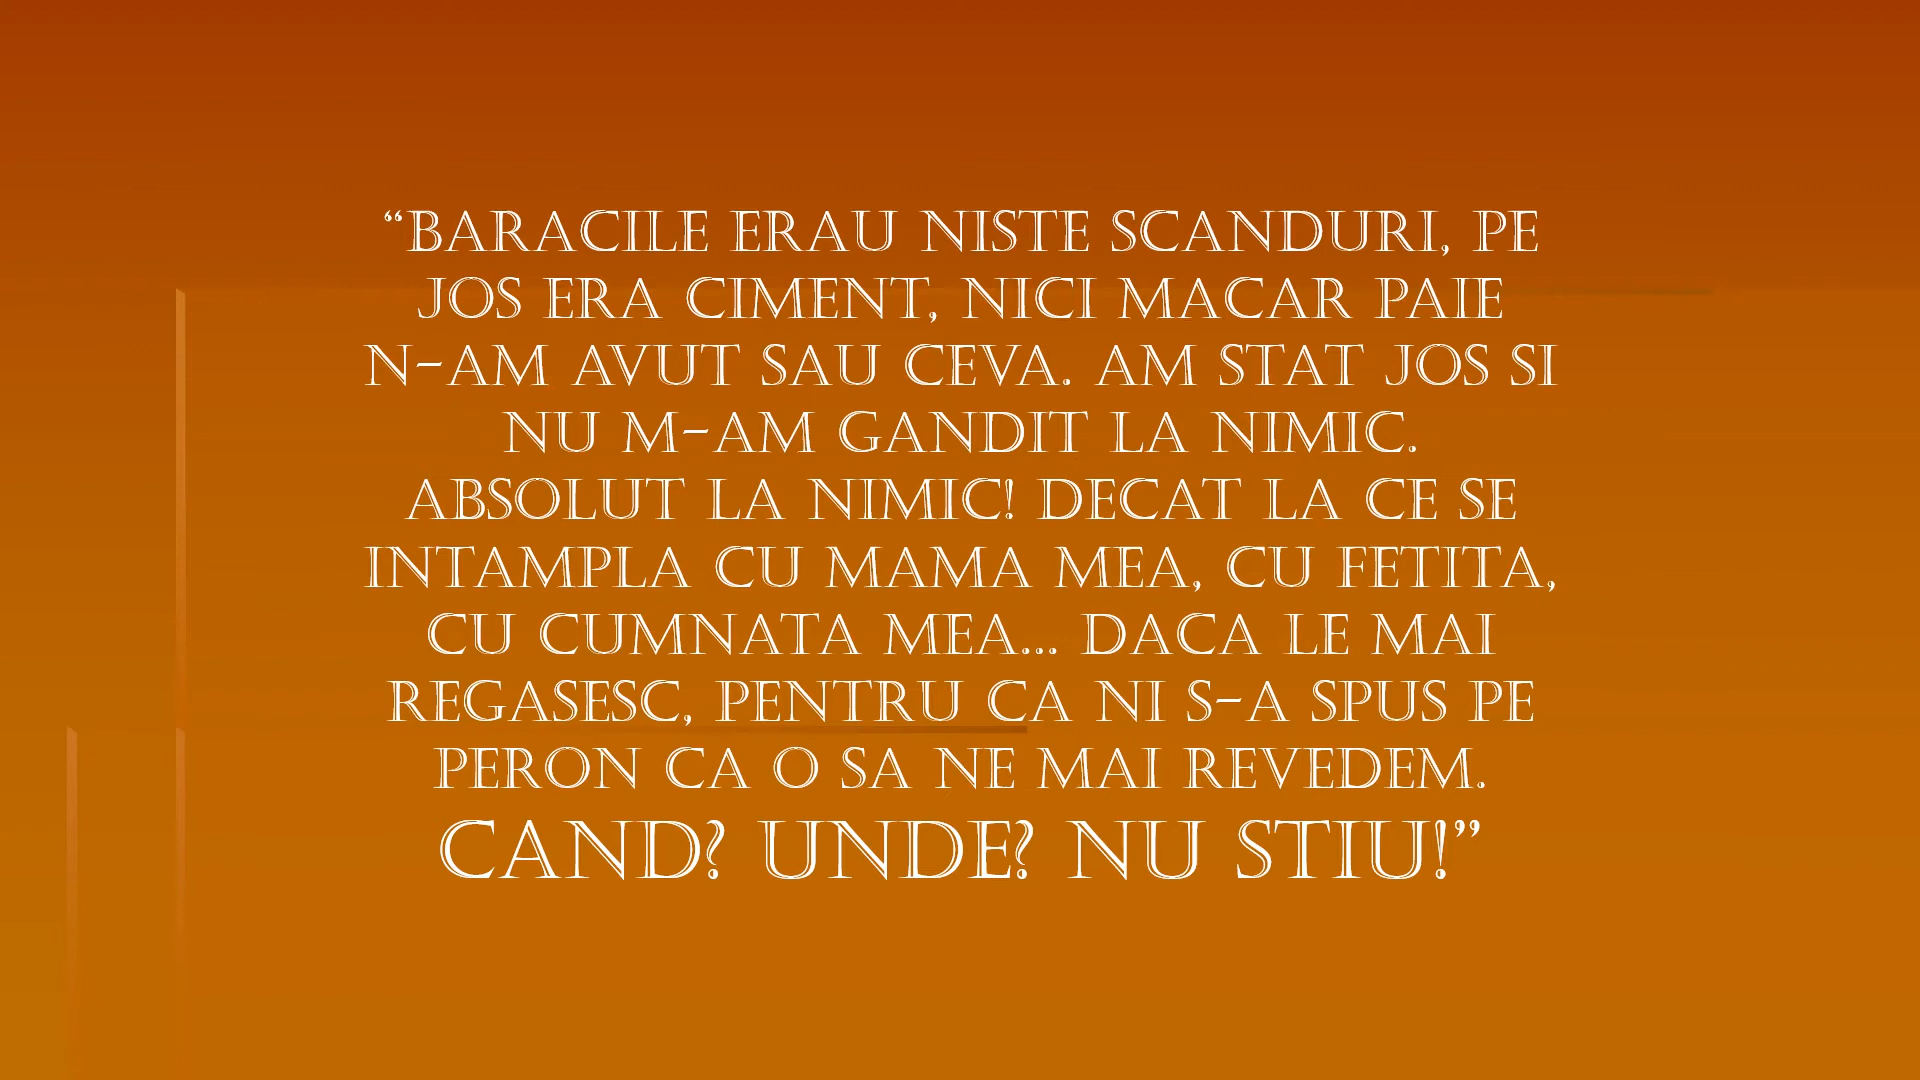 “BARACILE ERAU NISTE SCANDURI, PE
JOS ERA CIMENT, NICI MACAR PAIE
N-AM AVUT SAU CEVA. AM STAT JOS SI
NU M-AM GANDIT LA NIMIC.
ABSOLUT LA NIMIC! DECAT LA CE SE
INTAMPLA CU MAMA MEA, CU FETITA,
CU CUMNATA MEA... DACA LE MAI
REGASESC, PENTRU CA NI S-A SPUS PE
PERON CA O SA NE MAI REVEDEM.
CAND? UNDE? NU STIU!”